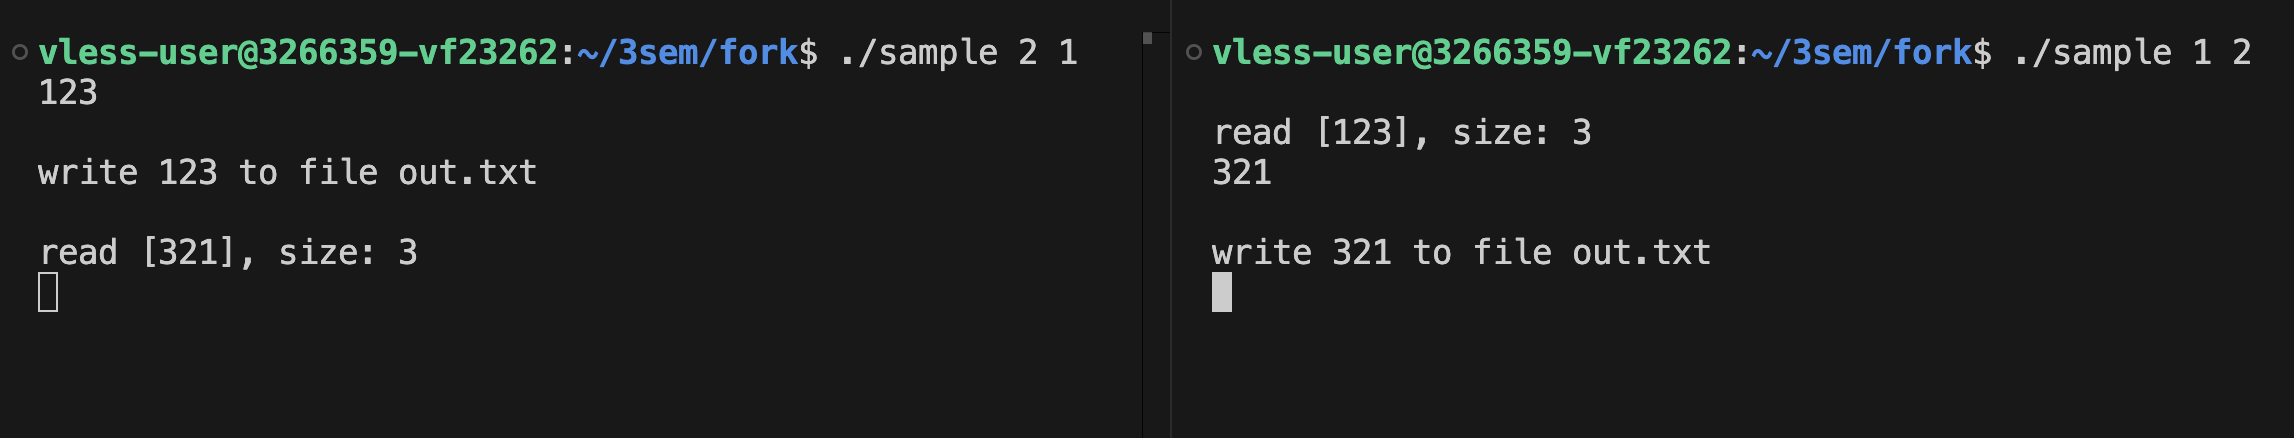 vless-user@3266359-vf23262:~/3sem/fork$ ./sample 2 1
123
write 123 to file out.txt
read [321], size: 3
vless-user@3266359-vf23262:~/3sem/fork$ ./sample 1 2
read [123], size: 3
321
write 321 to file out.txt